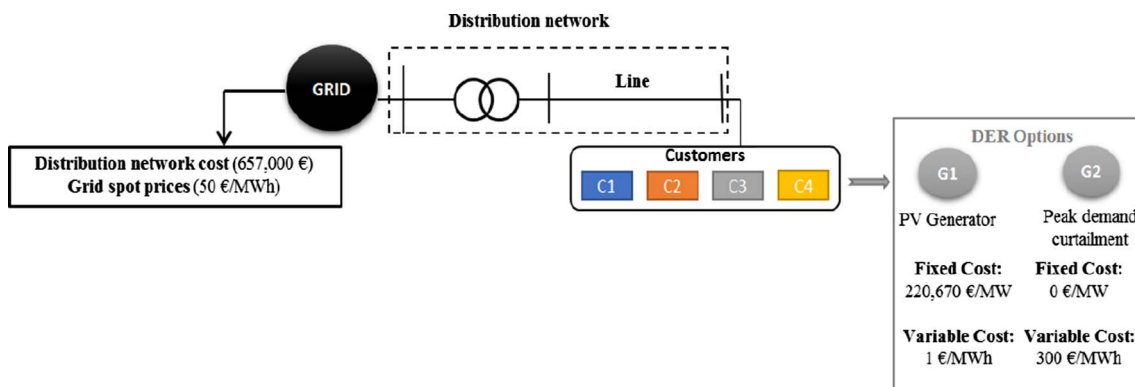 Distribution network
GRID
Line
Distribution network cost (657,000 €)
Grid spot prices (50 €/MWh)
Customers
C1 C2 C3 C4
DER Options
G1 G2
PV Generator
Peak demand
curtailment
Fixed Cost: Fixed Cost:
220,670 €/MW 0 €/MW
Variable Cost: Variable Cost:
1 €/MWh 300 €/MWh